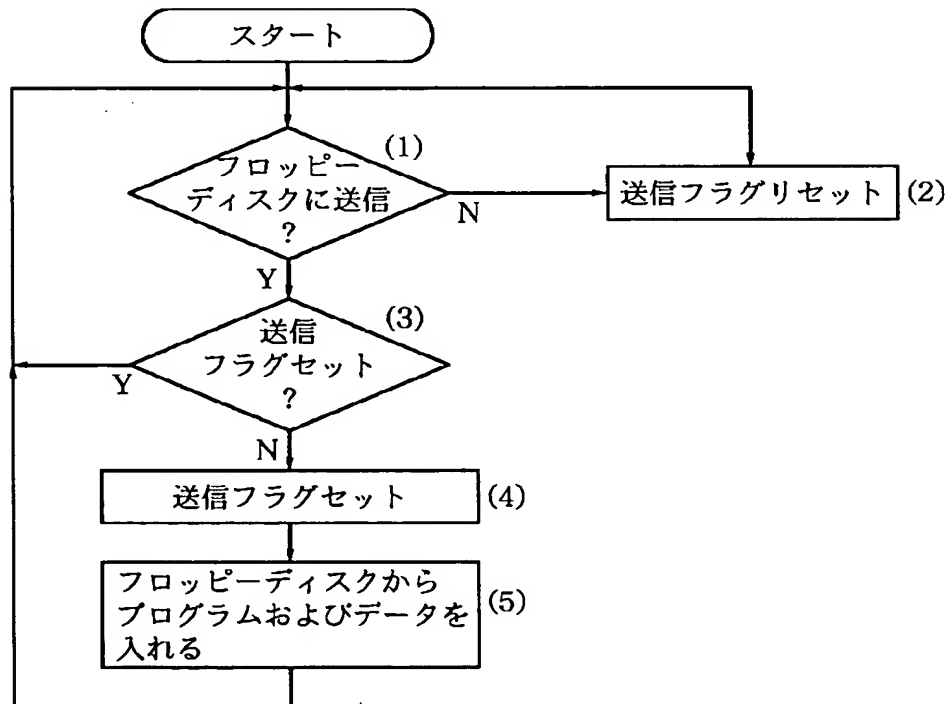 スタート
フロッピー
ディスクに送信
?
(1)
N
送信フラグリセット
(2)
Y
送信
フラグセット
?
(3)
Y
N
送信フラグセット
(4)
フロッピーディスクから
プログラムおよびデータを
入れる
(5)